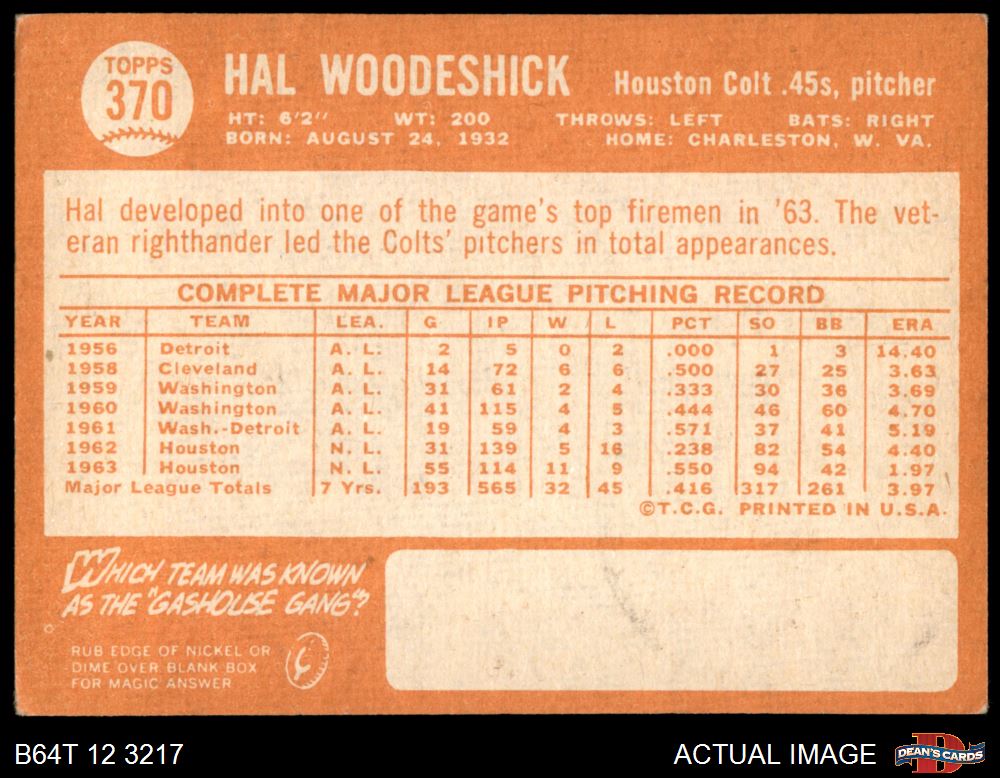 TOPPS
370
HAL WOODESHICK Houston Colt .45s, pitcher
HT: 6'2" WT: 200 THROWS: LEFT BATS: RIGHT
BORN: AUGUST 24, 1932 HOME: CHARLESTON, W. VA.
Hal developed into one of the game's top firemen in '63. The vet-
eran righthander led the Colts' pitchers in total appearances.
COMPLETE MAJOR LEAGUE PITCHING RECORD
YEAR TEAM LEA. G IP W L PCT SO BB ERA
1956 Detroit A. L. 2 5 0 2 .000 1 3 14.40
1958 Cleveland A. L. 14 72 6 6 .500 27 25 3.63
1959 Washington A. L. 31 61 2 4 .333 30 36 3.69
1960 Washington A. L. 41 115 4 5 .444 46 60 4.70
1961 Wash.-Detroit A. L. 19 59 4 3 .571 37 41 5.19
1962 Houston N. L. 31 139 5 16 .238 82 54 4.40
1963 Houston N. L. 55 114 11 9 .550 94 42 1.97
Major League Totals 7 Yrs. 193 565 32 45 .416 317 261 3.97
©T.C.G. PRINTED IN U.S.A.
WHICH TEAM WAS KNOWN
AS THE "GASHOUSE GANG"?
RUB EDGE OF NICKEL OR
DIME OVER BLANK BOX
FOR MAGIC ANSWER
B64T 12 3217 ACTUAL IMAGE DEAN'S CARDS